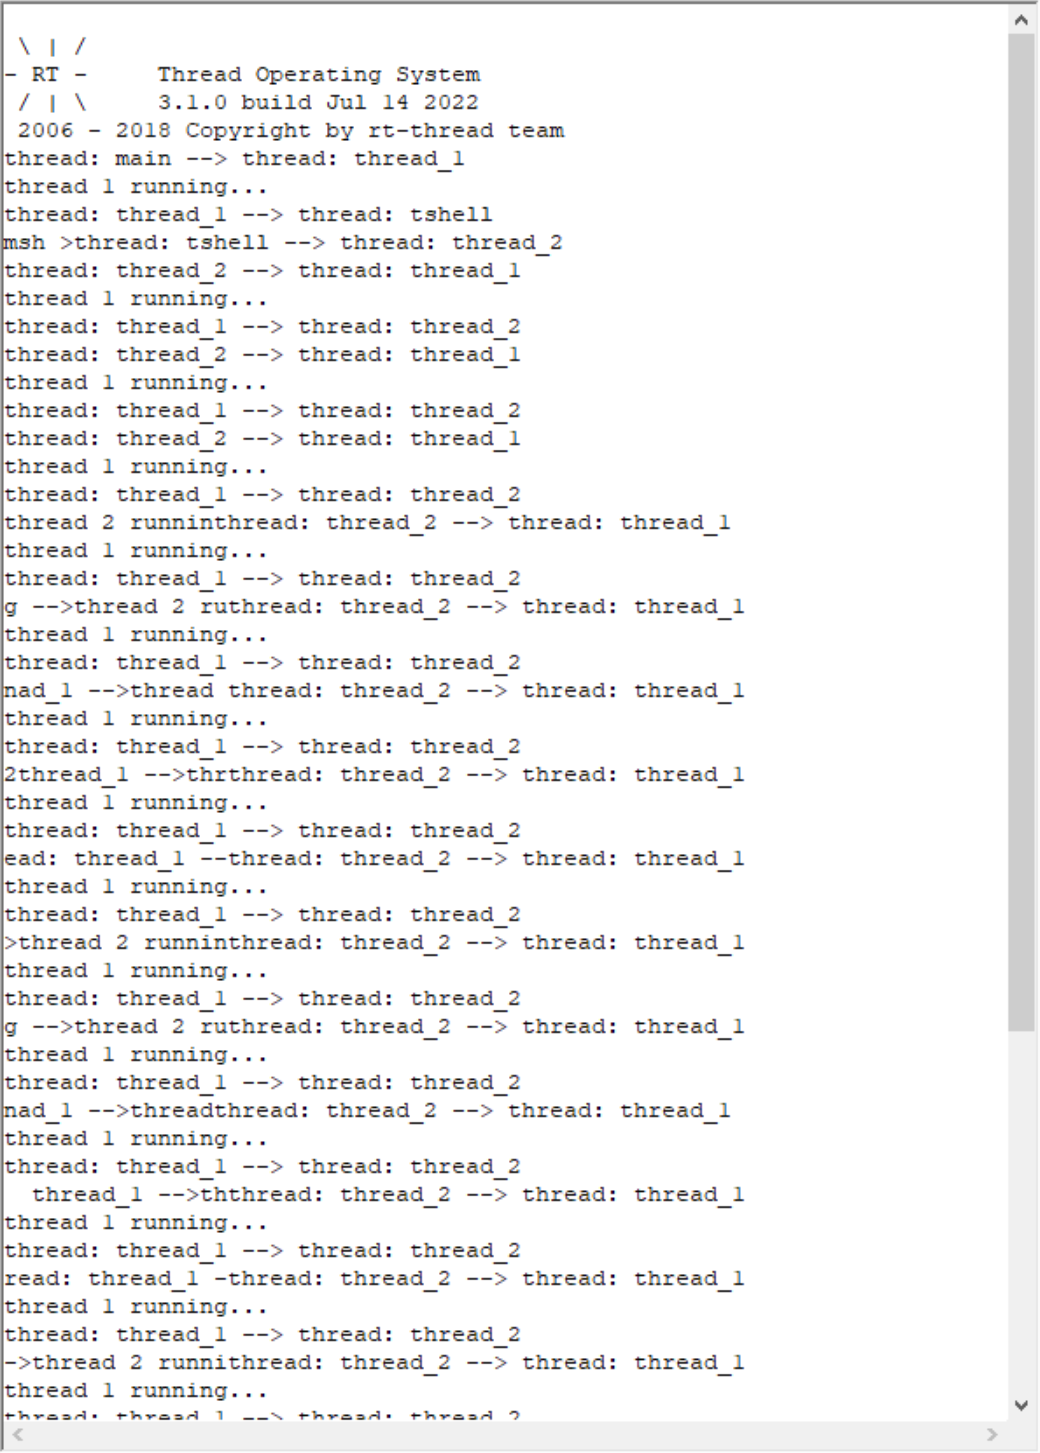 \ | /
- RT -     Thread Operating System
/ | \     3.1.0 build Jul 14 2022
2006 - 2018 Copyright by rt-thread team
thread: main --> thread: thread_1
thread 1 running...
thread: thread_1 --> thread: tshell
msh >thread: tshell --> thread: thread_2
thread: thread_2 --> thread: thread_1
thread 1 running...
thread: thread_1 --> thread: thread_2
thread: thread_2 --> thread: thread_1
thread 1 running...
thread: thread_1 --> thread: thread_2
thread: thread_2 --> thread: thread_1
thread 1 running...
thread: thread_1 --> thread: thread_2
thread 2 runninthread: thread_2 --> thread: thread_1
thread 1 running...
thread: thread_1 --> thread: thread_2
g -->thread 2 ruthread: thread_2 --> thread: thread_1
thread 1 running...
thread: thread_1 --> thread: thread_2
nad_1 -->thread thread: thread_2 --> thread: thread_1
thread 1 running...
thread: thread_1 --> thread: thread_2
2thread_1 -->thrthread: thread_2 --> thread: thread_1
thread 1 running...
thread: thread_1 --> thread: thread_2
ead: thread_1 --thread: thread_2 --> thread: thread_1
thread 1 running...
thread: thread_1 --> thread: thread_2
>thread 2 runninthread: thread_2 --> thread: thread_1
thread 1 running...
thread: thread_1 --> thread: thread_2
g -->thread 2 ruthread: thread_2 --> thread: thread_1
thread 1 running...
thread: thread_1 --> thread: thread_2
nad_1 -->threadthread: thread_2 --> thread: thread_1
thread 1 running...
thread: thread_1 --> thread: thread_2
thread_1 -->ththread: thread_2 --> thread: thread_1
thread 1 running...
thread: thread_1 --> thread: thread_2
read: thread_1 -thread: thread_2 --> thread: thread_1
thread 1 running...
thread: thread_1 --> thread: thread_2
->thread 2 runnithread: thread_2 --> thread: thread_1
thread 1 running...
thread: thread_1 --> thread: thread_2